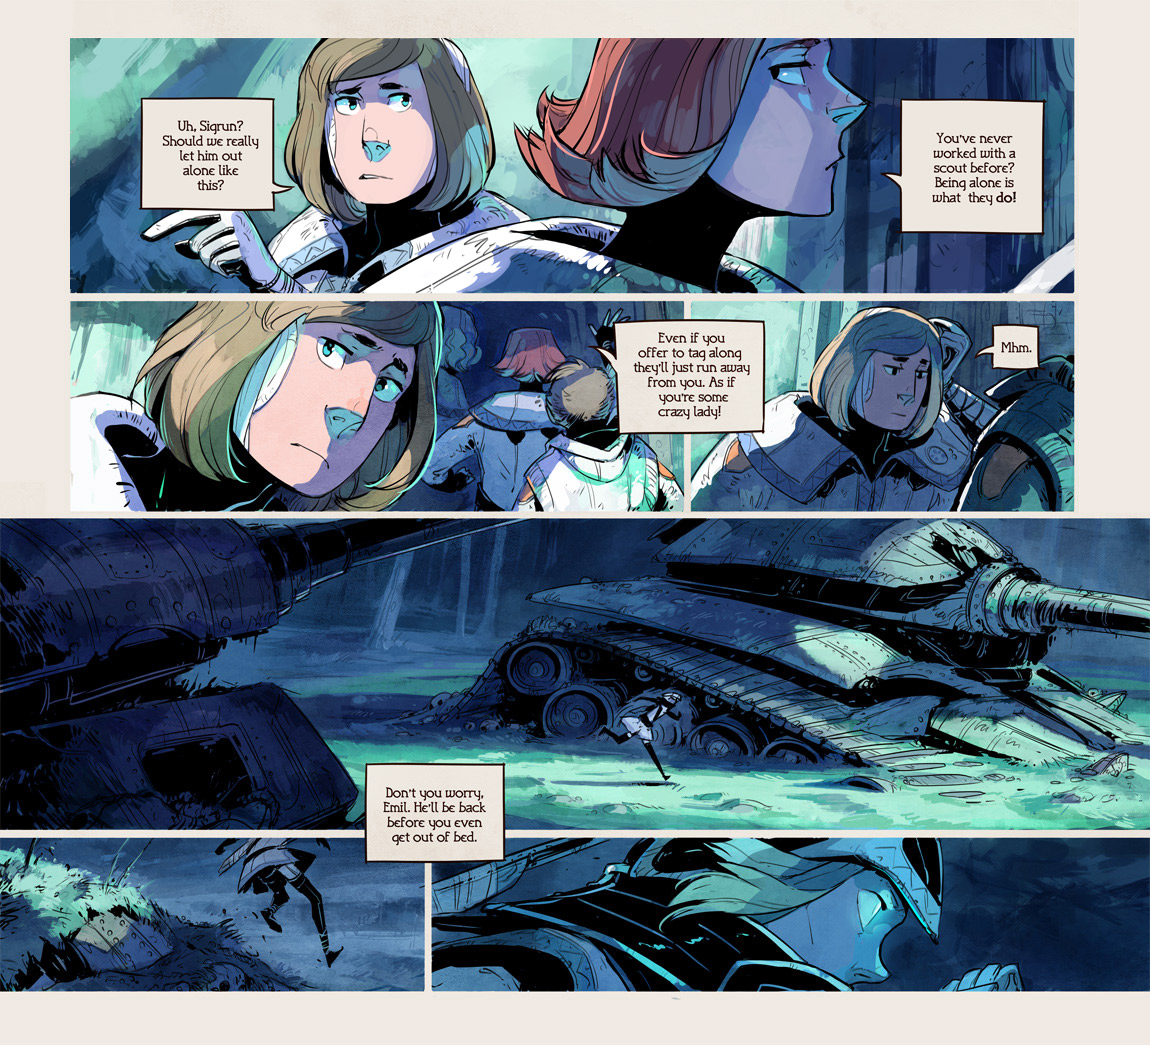 Uh, Sigrun?
Should we really
let him out
alone like
this?
You've never
worked with a
scout before?
Being alone is
what they do!
Even if you
offer to tag along
they'll just run away
from you. As if
you're some
crazy lady!
Mhm.
Don't you worry,
Emil. He'll be back
before you even
get out of bed.